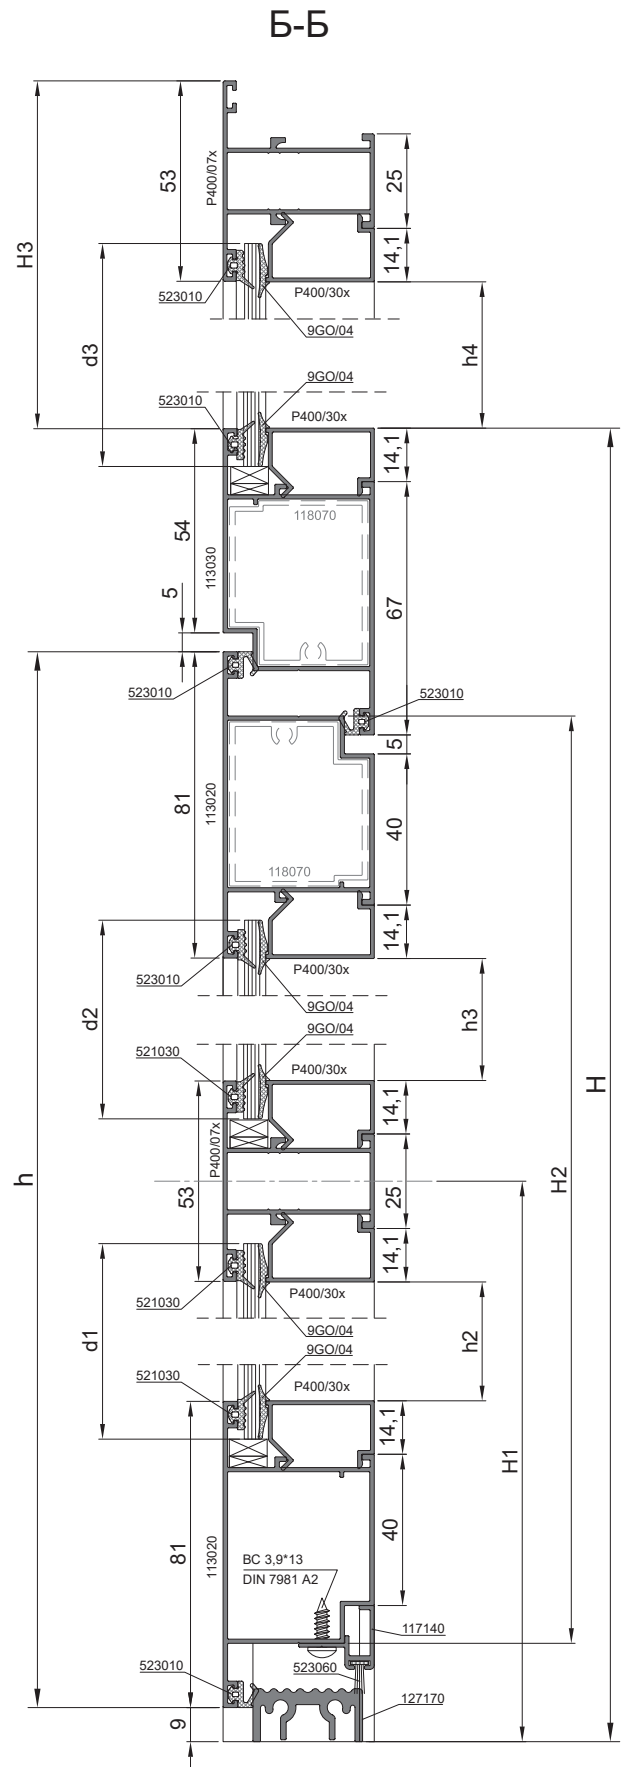 Б-Б
53
P400/07x
25
14,1
H3
523010
P400/30x
9GO/04
d3
h4
9GO/04
523010
P400/30x
14,1
118070
54
113030
5
67
523010
523010
5
81
113020
40
118070
14,1
523010
P400/30x
9GO/04
d2
h3
9GO/04
521030
P400/30x
14,1
H
P400/07x
h
53
25
H2
14,1
521030
P400/30x
9GO/04
d1
h2
9GO/04
521030
P400/30x
14,1
H1
81
113020
40
BC 3,9*13
DIN 7981 A2
117140
523010
523060
127170
9